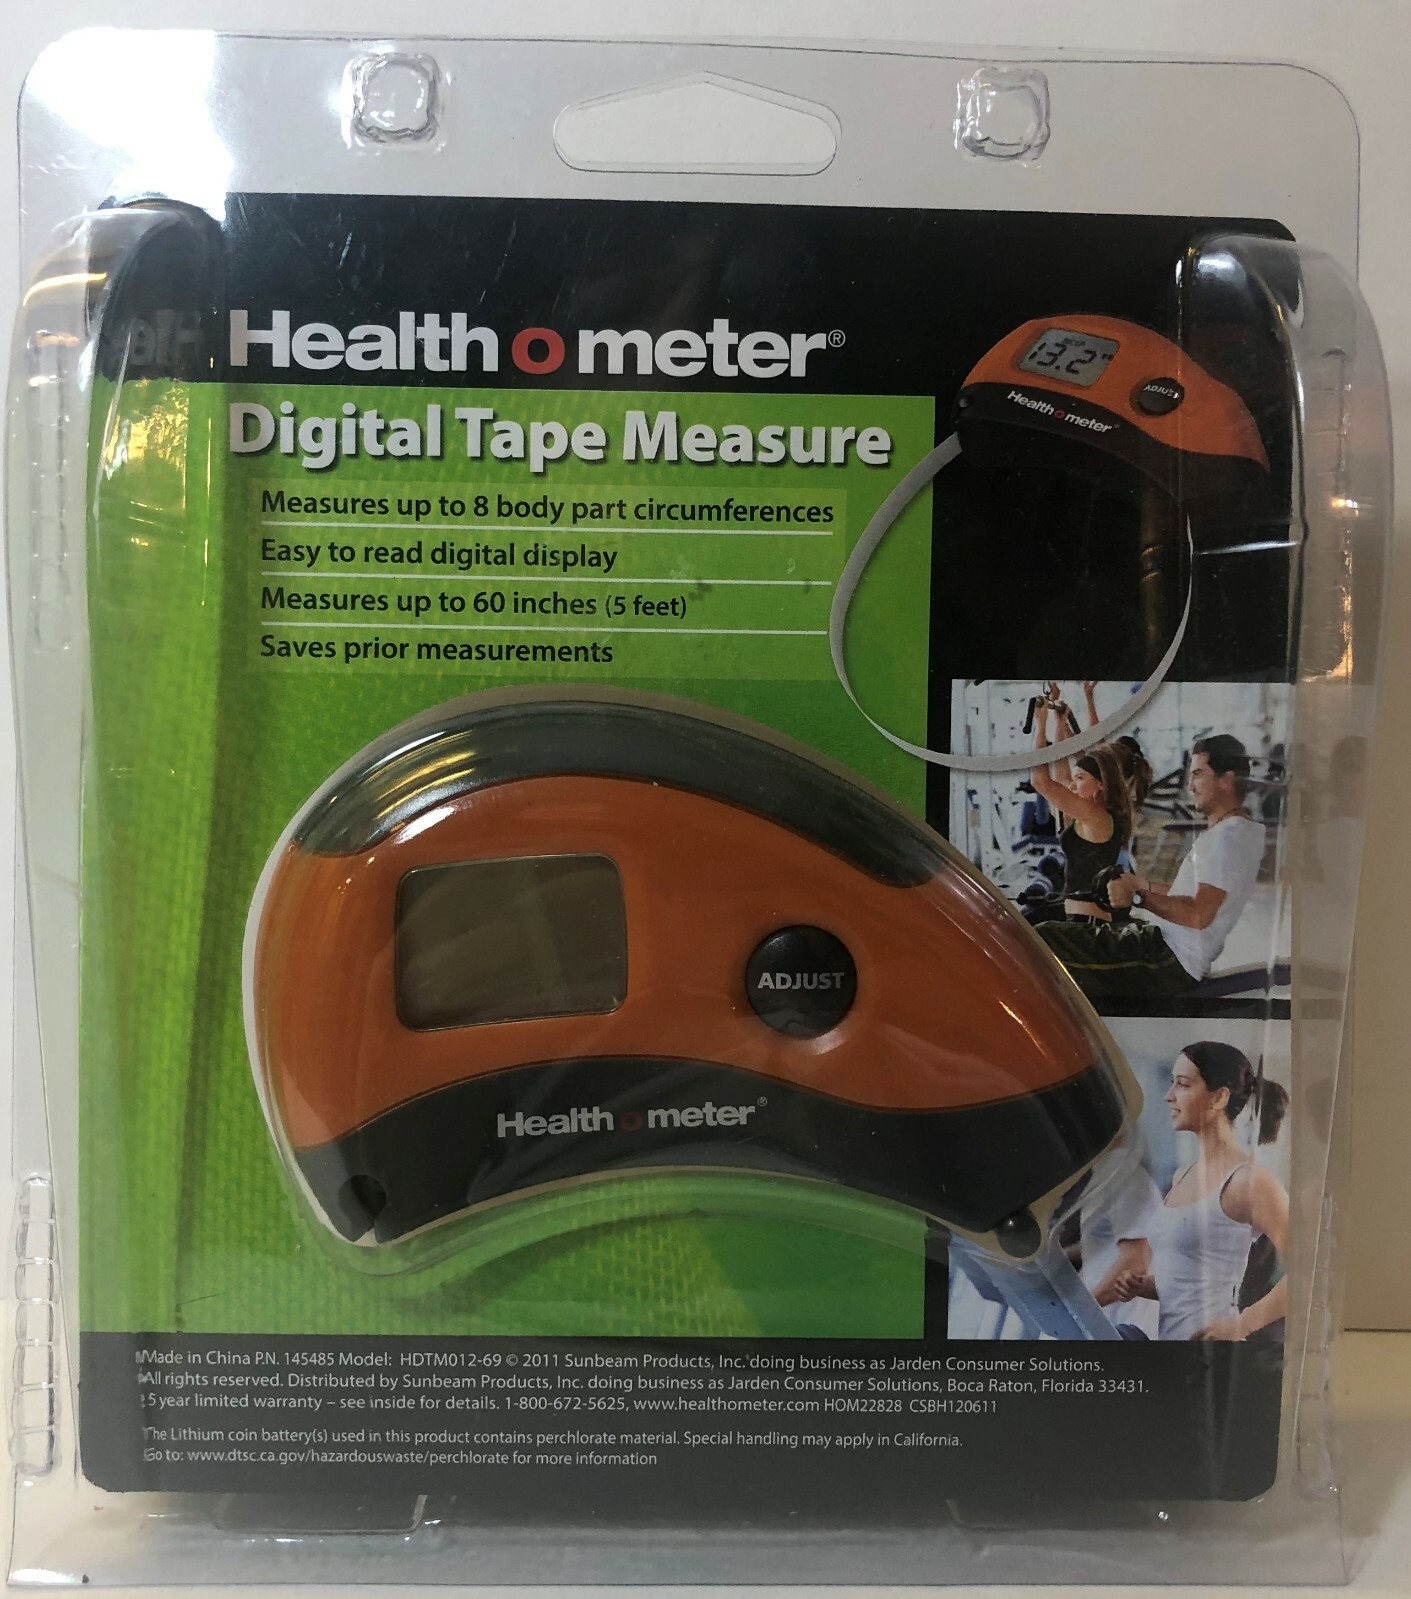 Health o meter®
Digital Tape Measure
Measures up to 8 body part circumferences
Easy to read digital display
Measures up to 60 inches (5 feet)
Saves prior measurements
13.2"
ADJUST
Health o meter
ADJUST
Health o meter®
Made in China P.N. 145485 Model: HDTM012-69 © 2011 Sunbeam Products, Inc. doing business as Jarden Consumer Solutions.
All rights reserved. Distributed by Sunbeam Products, Inc. doing business as Jarden Consumer Solutions, Boca Raton, Florida 33431.
5 year limited warranty – see inside for details. 1-800-672-5625, www.healthometer.com HOM22828 CSBH120611
The Lithium coin battery(s) used in this product contains perchlorate material. Special handling may apply in California.
Go to: www.dtsc.ca.gov/hazardouswaste/perchlorate for more information